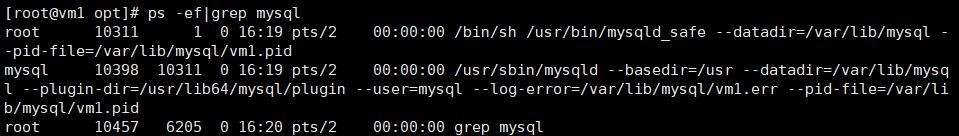 [root@vm1 opt]# ps -ef|grep mysql
root     10311     1  0 16:19 pts/2    00:00:00 /bin/sh /usr/bin/mysqld_safe --datadir=/var/lib/mysql -
-pid-file=/var/lib/mysql/vm1.pid
mysql    10398 10311  0 16:19 pts/2    00:00:00 /usr/sbin/mysqld --basedir=/usr --datadir=/var/lib/mysq
l --plugin-dir=/usr/lib64/mysql/plugin --user=mysql --log-error=/var/lib/mysql/vm1.err --pid-file=/var/li
b/mysql/vm1.pid
root     10457  6205  0 16:20 pts/2    00:00:00 grep mysql